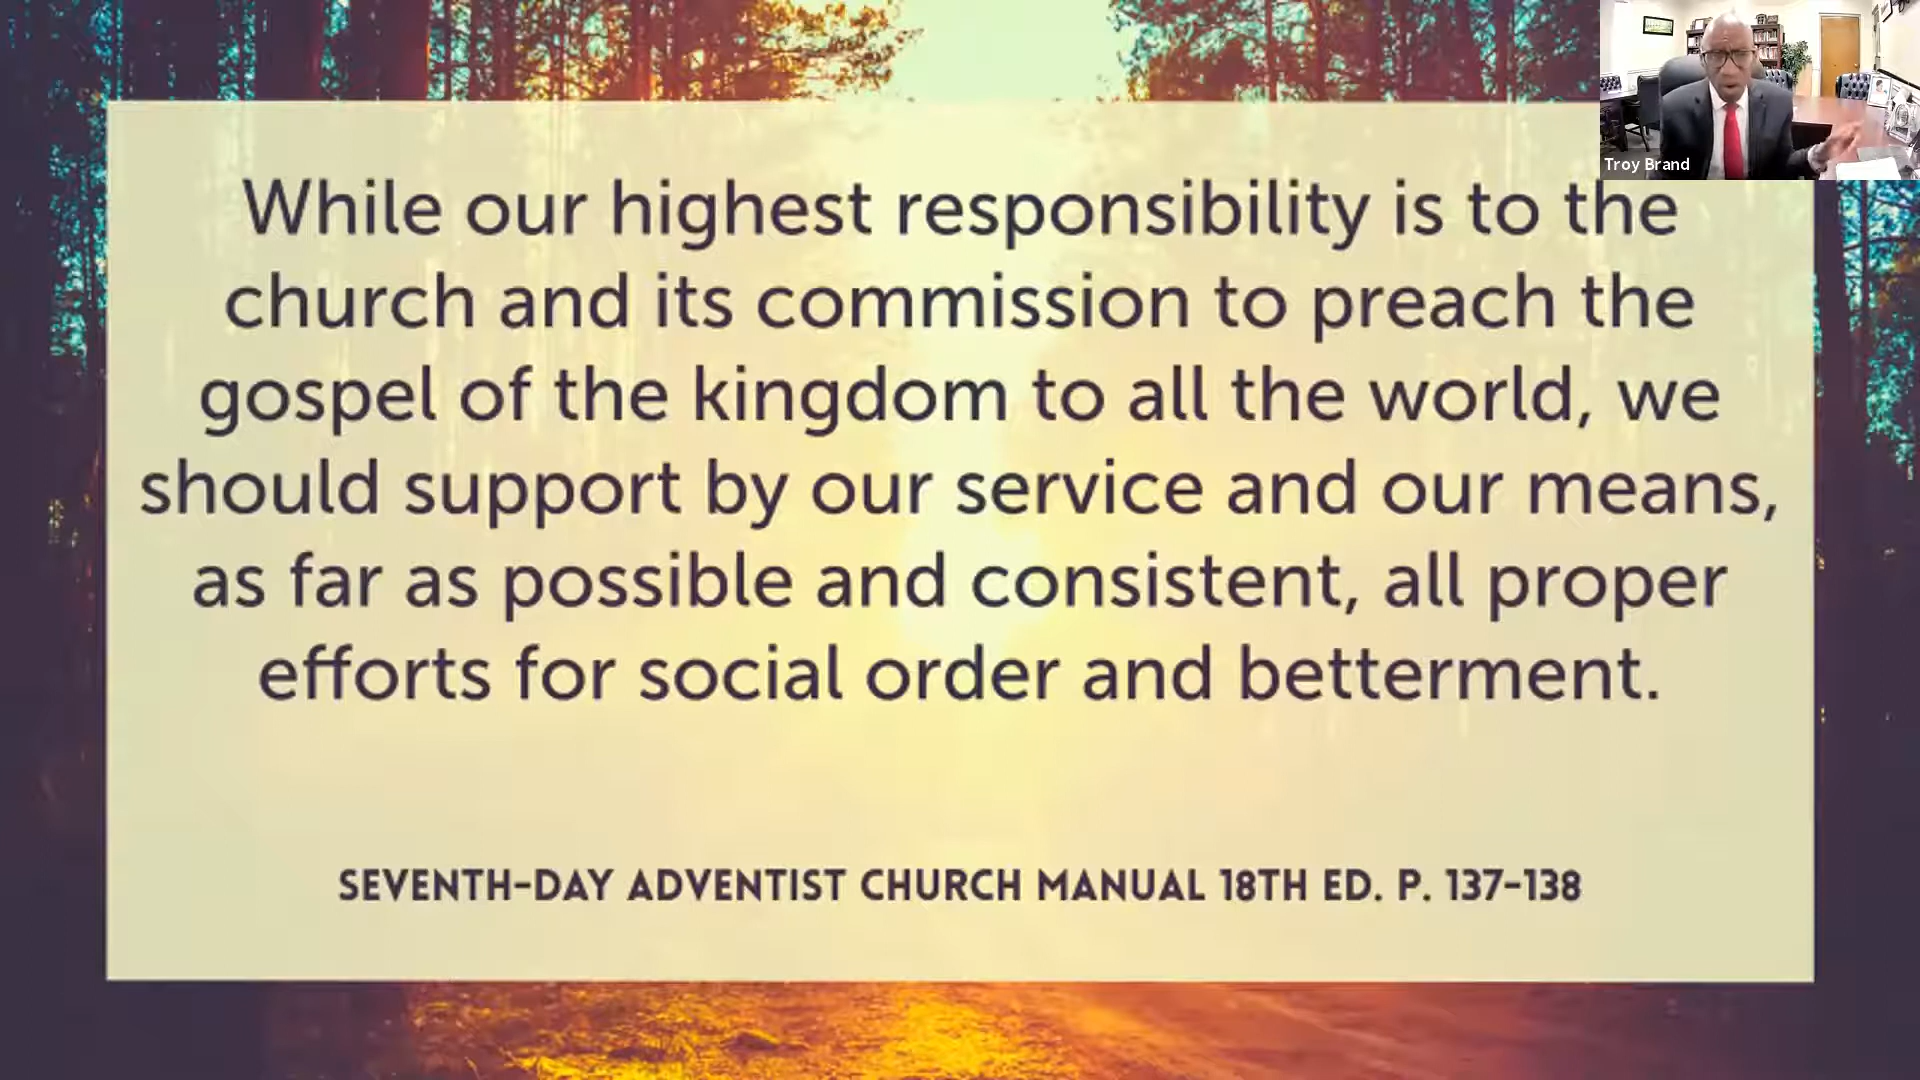 Troy Brand
While our highest responsibility is to the
church and its commission to preach the
gospel of the kingdom to all the world, we
should support by our service and our means,
as far as possible and consistent, all proper
efforts for social order and betterment.
SEVENTH-DAY ADVENTIST CHURCH MANUAL 18TH ED. P. 137-138